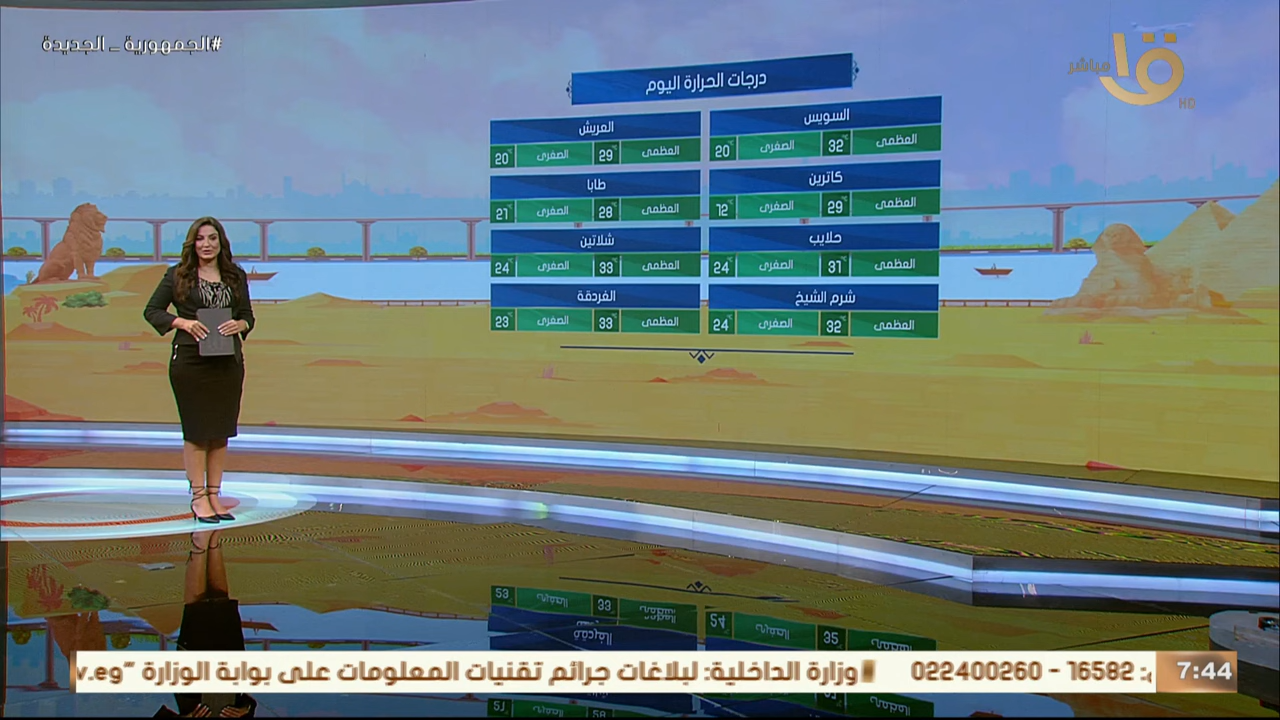 #الجمهورية_الجديدة
قا
مباشر
HD
درجات الحرارة اليوم
السويس
العظمى 32°C الصغرى 20°C
العريش
العظمى 29°C الصغرى 20°C
كاترين
العظمى 29°C الصغرى 12°C
طابا
العظمى 28°C الصغرى 21°C
حلايب
العظمى 31°C الصغرى 24°C
شلاتين
العظمى 33°C الصغرى 24°C
شرم الشيخ
العظمى 32°C الصغرى 24°C
الغردقة
العظمى 33°C الصغرى 23°C
7:44
16582 - 022400260 وزارة الداخلية: لبلاغات جرائم تقنيات المعلومات على بوابة الوزارة "v.eg